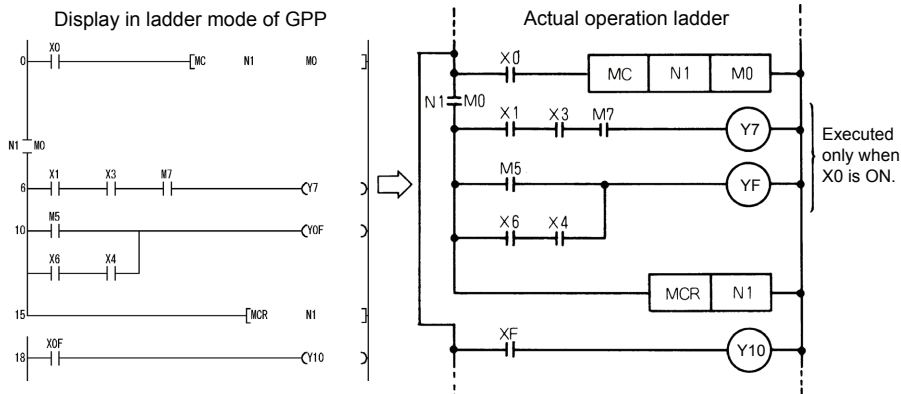 Display in ladder mode of GPP
0 X0 MC N1 M0
N1 M0
6 X1 X3 M7 Y7
10 M5 Y0F
X6 X4
15 MCR N1
18 X0F Y10
Actual operation ladder
X0 MC N1 M0
N1 M0
X1 X3 M7 Y7
M5 YF
X6 X4
MCR N1
XF Y10
Executed
only when
X0 is ON.